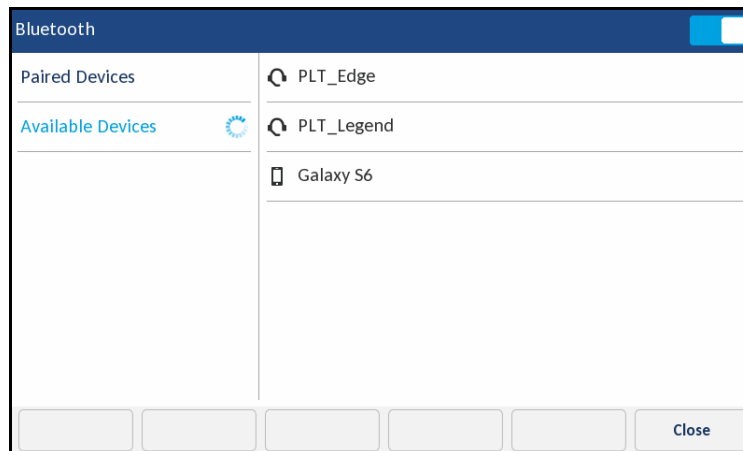 Bluetooth
Paired Devices
Available Devices
PLT_Edge
PLT_Legend
Galaxy S6
Close